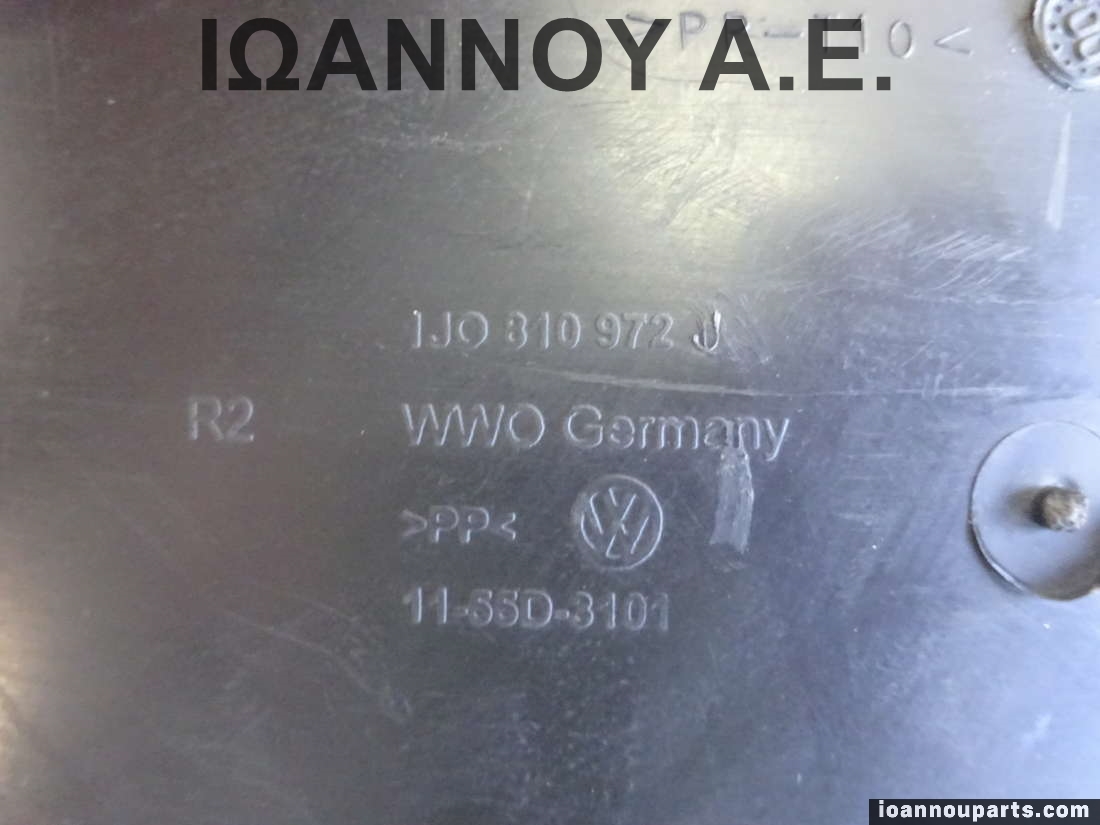 ΙΩΑΝΝΟΥ Α.Ε.
1J0 810 972 J
R2 WWO Germany
>PP<
11-55D-3101
ioannouparts.com